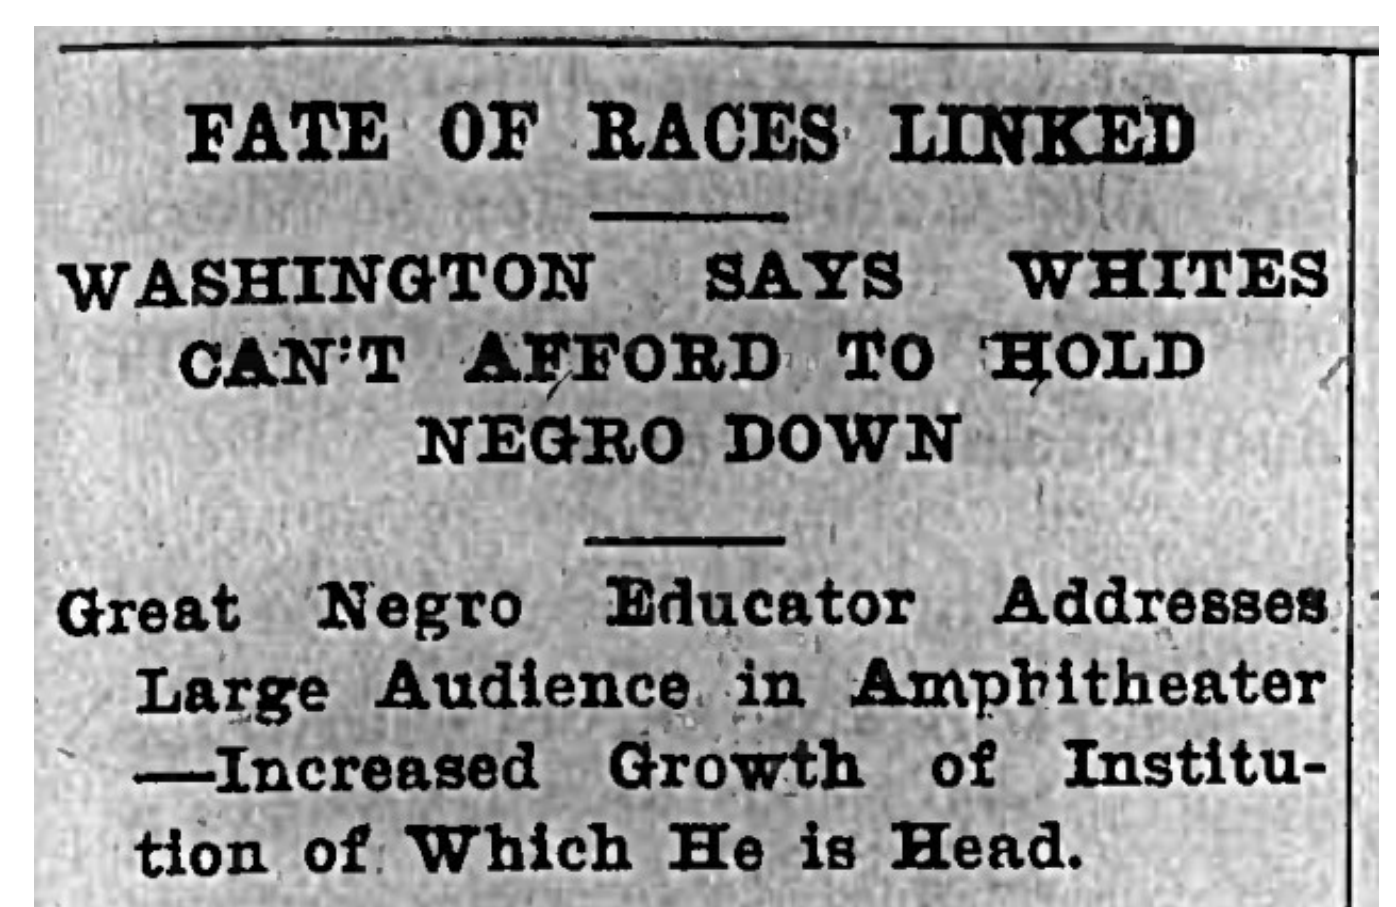 FATE OF RACES LINKED
WASHINGTON SAYS WHITES
CAN'T AFFORD TO HOLD
NEGRO DOWN
Great Negro Educator Addresses
Large Audience in Amphitheater
—Increased Growth of Institu-
tion of Which He is Head.